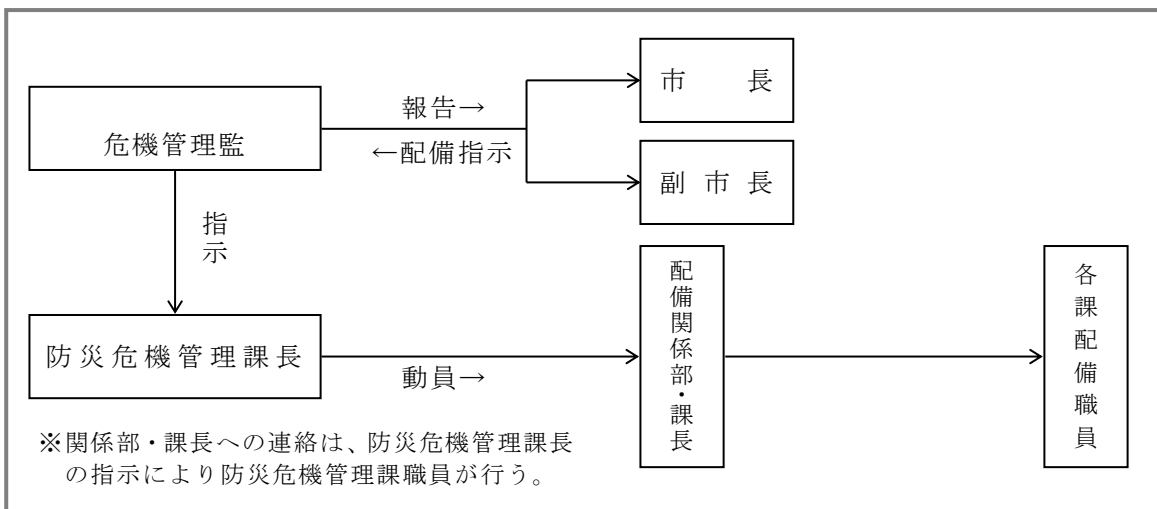 市長
報告→
危機管理監
←配備指示
副市長
指示
配備関係部・課長
各課配備職員
防災危機管理課長
動員→
※関係部・課長への連絡は、防災危機管理課長
の指示により防災危機管理課職員が行う。